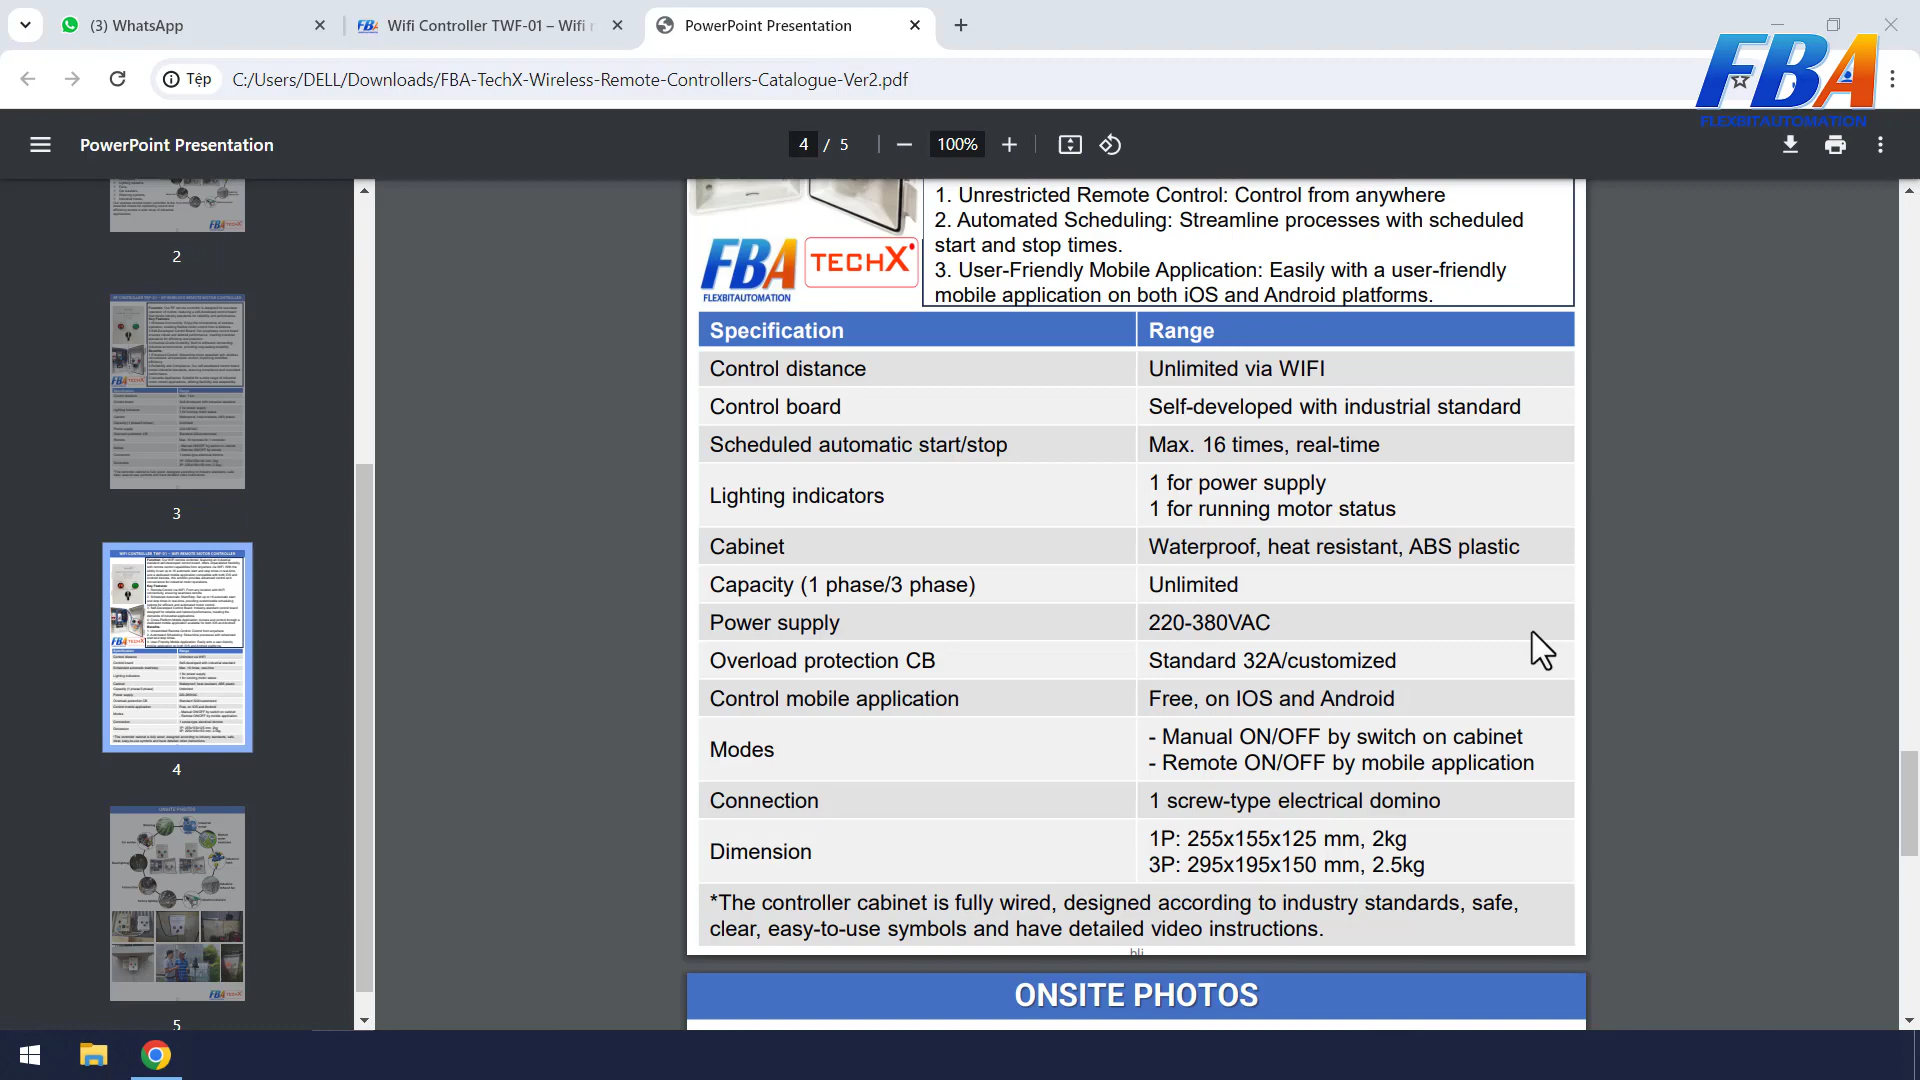 (3) WhatsApp
Wifi Controller TWF-01 – Wifi
PowerPoint Presentation
Tệp
C:/Users/DELL/Downloads/FBA-TechX-Wireless-Remote-Controllers-Catalogue-Ver2.pdf
FBA
FLEXBITAUTOMATION
PowerPoint Presentation
4 / 5
100%
2
3
4
5
1. Unrestricted Remote Control: Control from anywhere
2. Automated Scheduling: Streamline processes with scheduled
start and stop times.
3. User-Friendly Mobile Application: Easily with a user-friendly
mobile application on both iOS and Android platforms.
FBA TECHX
FLEXBITAUTOMATION
Specification Range
Control distance Unlimited via WIFI
Control board Self-developed with industrial standard
Scheduled automatic start/stop Max. 16 times, real-time
Lighting indicators 1 for power supply
1 for running motor status
Cabinet Waterproof, heat resistant, ABS plastic
Capacity (1 phase/3 phase) Unlimited
Power supply 220-380VAC
Overload protection CB Standard 32A/customized
Control mobile application Free, on IOS and Android
Modes - Manual ON/OFF by switch on cabinet
- Remote ON/OFF by mobile application
Connection 1 screw-type electrical domino
Dimension 1P: 255x155x125 mm, 2kg
3P: 295x195x150 mm, 2.5kg
*The controller cabinet is fully wired, designed according to industry standards, safe,
clear, easy-to-use symbols and have detailed video instructions.
ONSITE PHOTOS